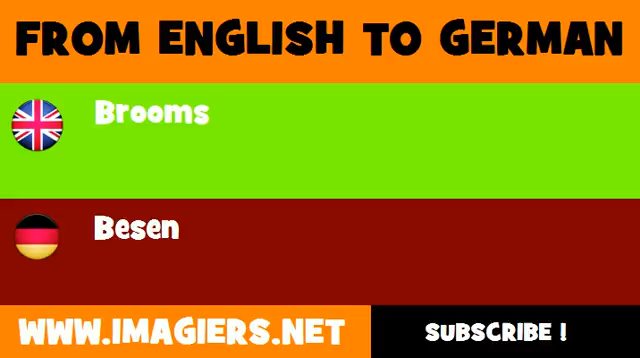 FROM ENGLISH TO GERMAN
Brooms
Besen
WWW.IMAGIERS.NET
SUBSCRIBE !